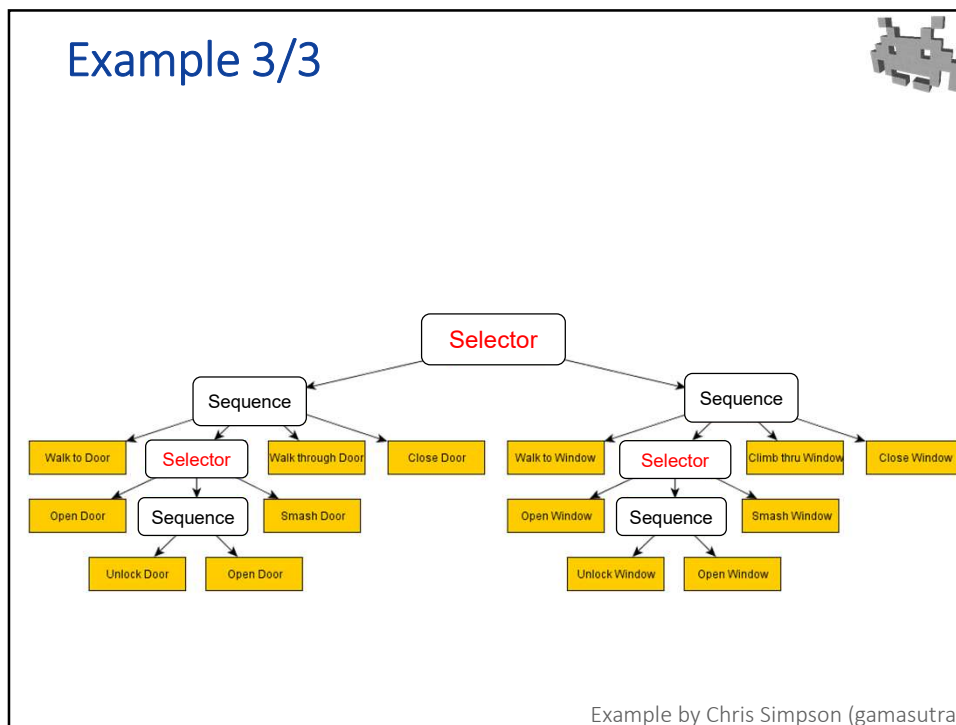 Example 3/3
Selector
Sequence
Sequence
Walk to Door
Selector
Walk through Door
Close Door
Walk to Window
Selector
Climb thru Window
Close Window
Open Door
Sequence
Smash Door
Open Window
Sequence
Smash Window
Unlock Door
Open Door
Unlock Window
Open Window
Example by Chris Simpson (gamasutra